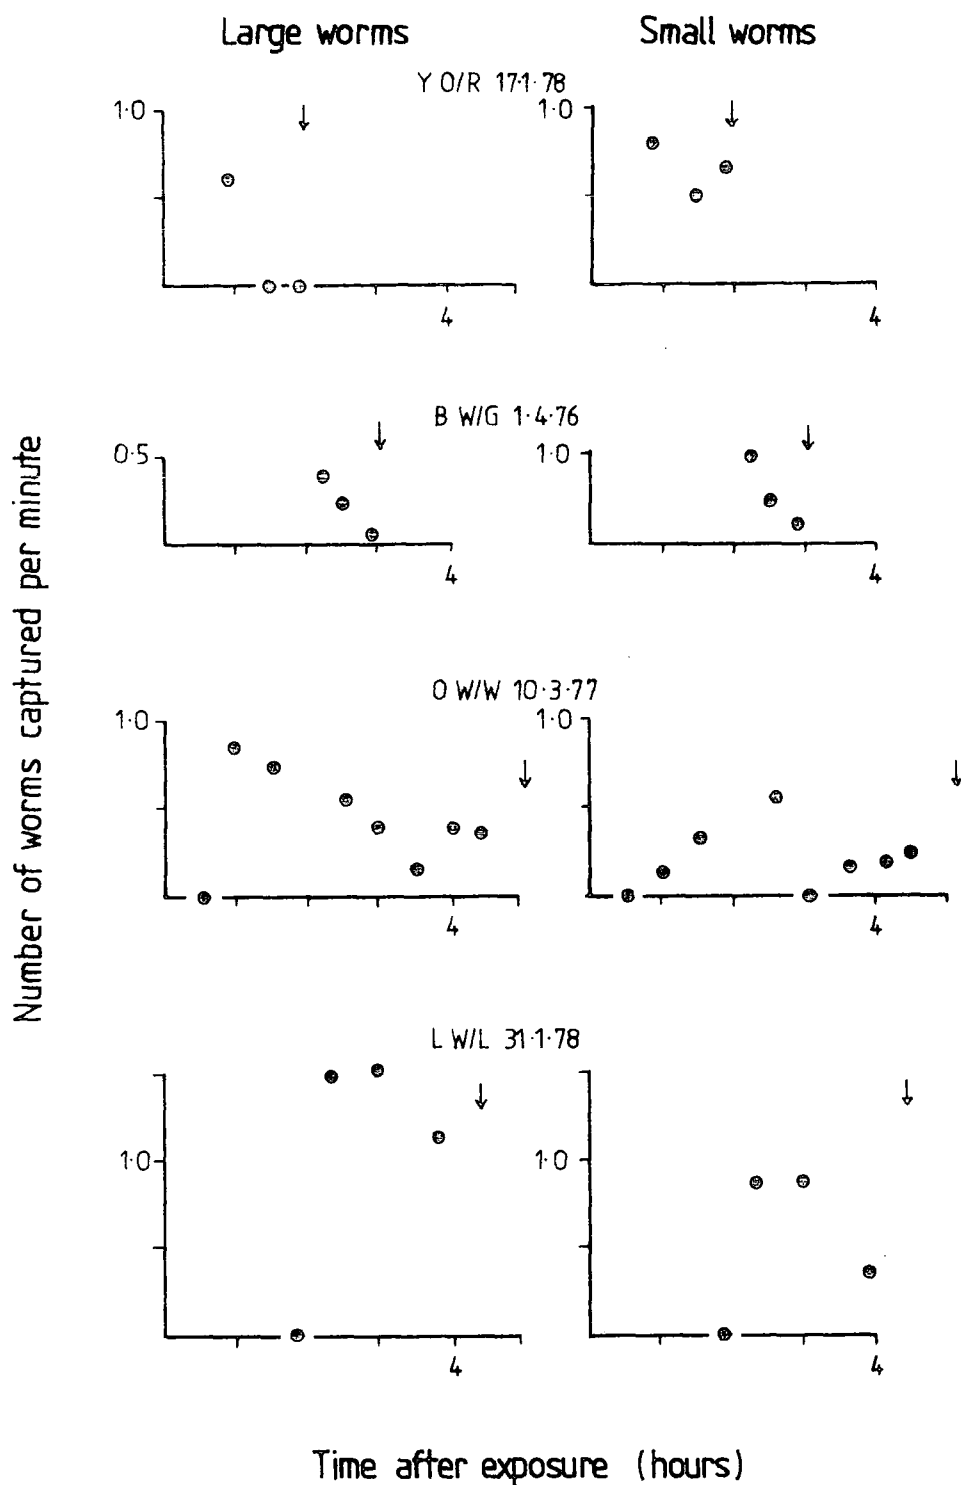 Large worms
Small worms
Y O/R 17·1·78
1·0
1·0
4
4
B W/G 1·4·76
0·5
1·0
4
4
O W/W 10·3·77
1·0
1·0
4
4
L W/L 31·1·78
1·0
1·0
4
4
Number of worms captured per minute
Time after exposure (hours)